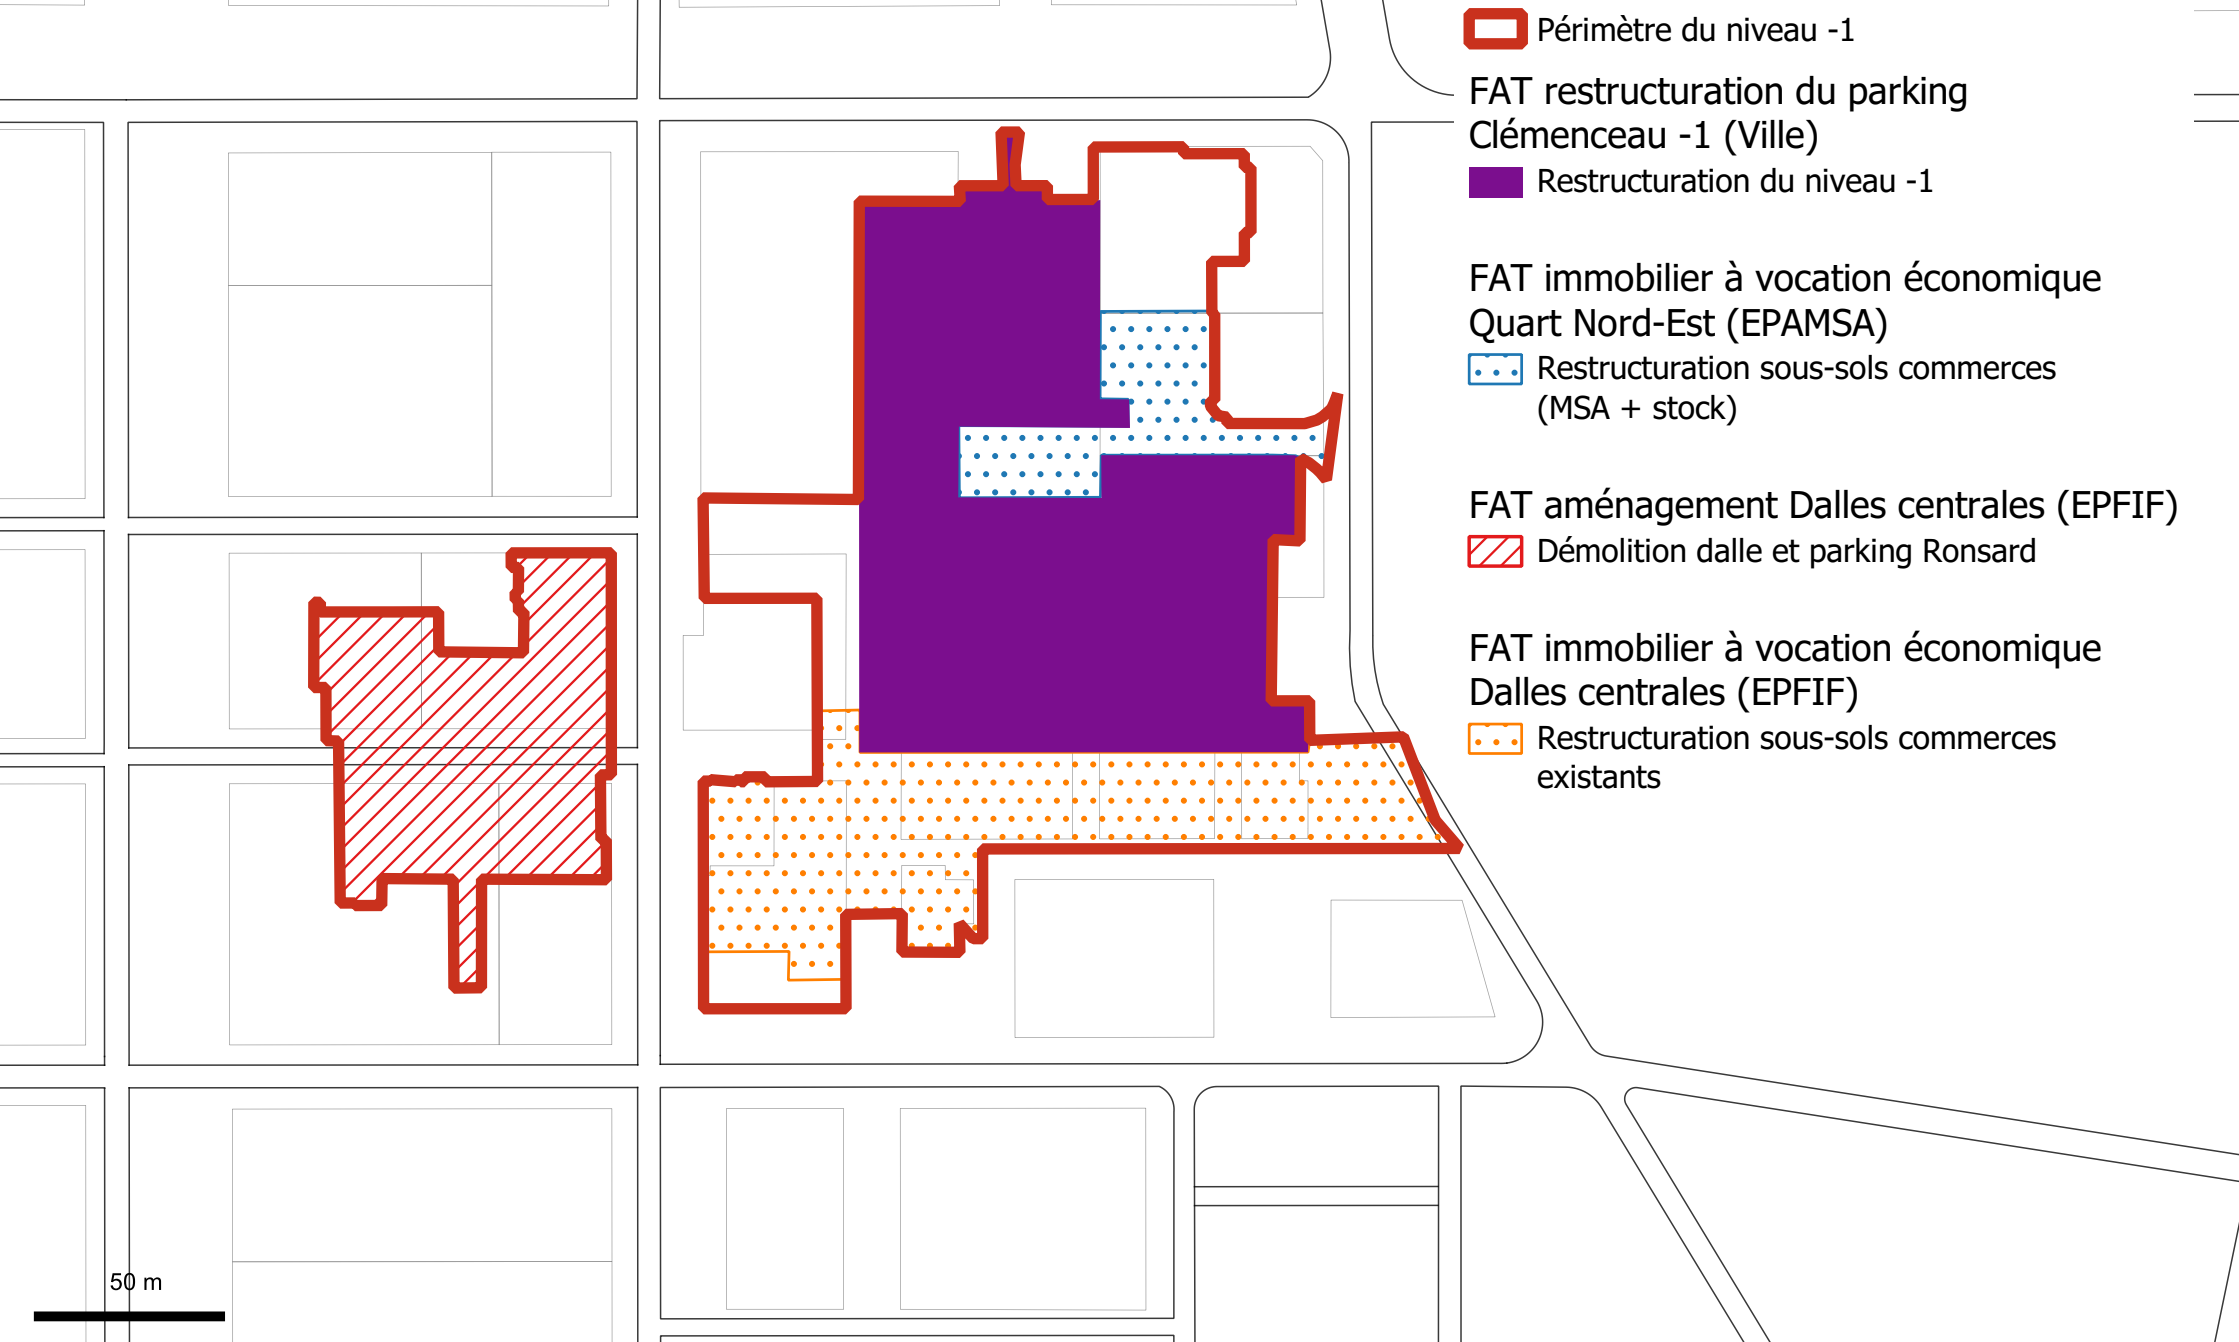 Périmètre du niveau -1
FAT restructuration du parking
Clémenceau -1 (Ville)
Restructuration du niveau -1
FAT immobilier à vocation économique
Quart Nord-Est (EPAMSA)
Restructuration sous-sols commerces
(MSA + stock)
FAT aménagement Dalles centrales (EPFIF)
Démolition dalle et parking Ronsard
FAT immobilier à vocation économique
Dalles centrales (EPFIF)
Restructuration sous-sols commerces
existants
50 m